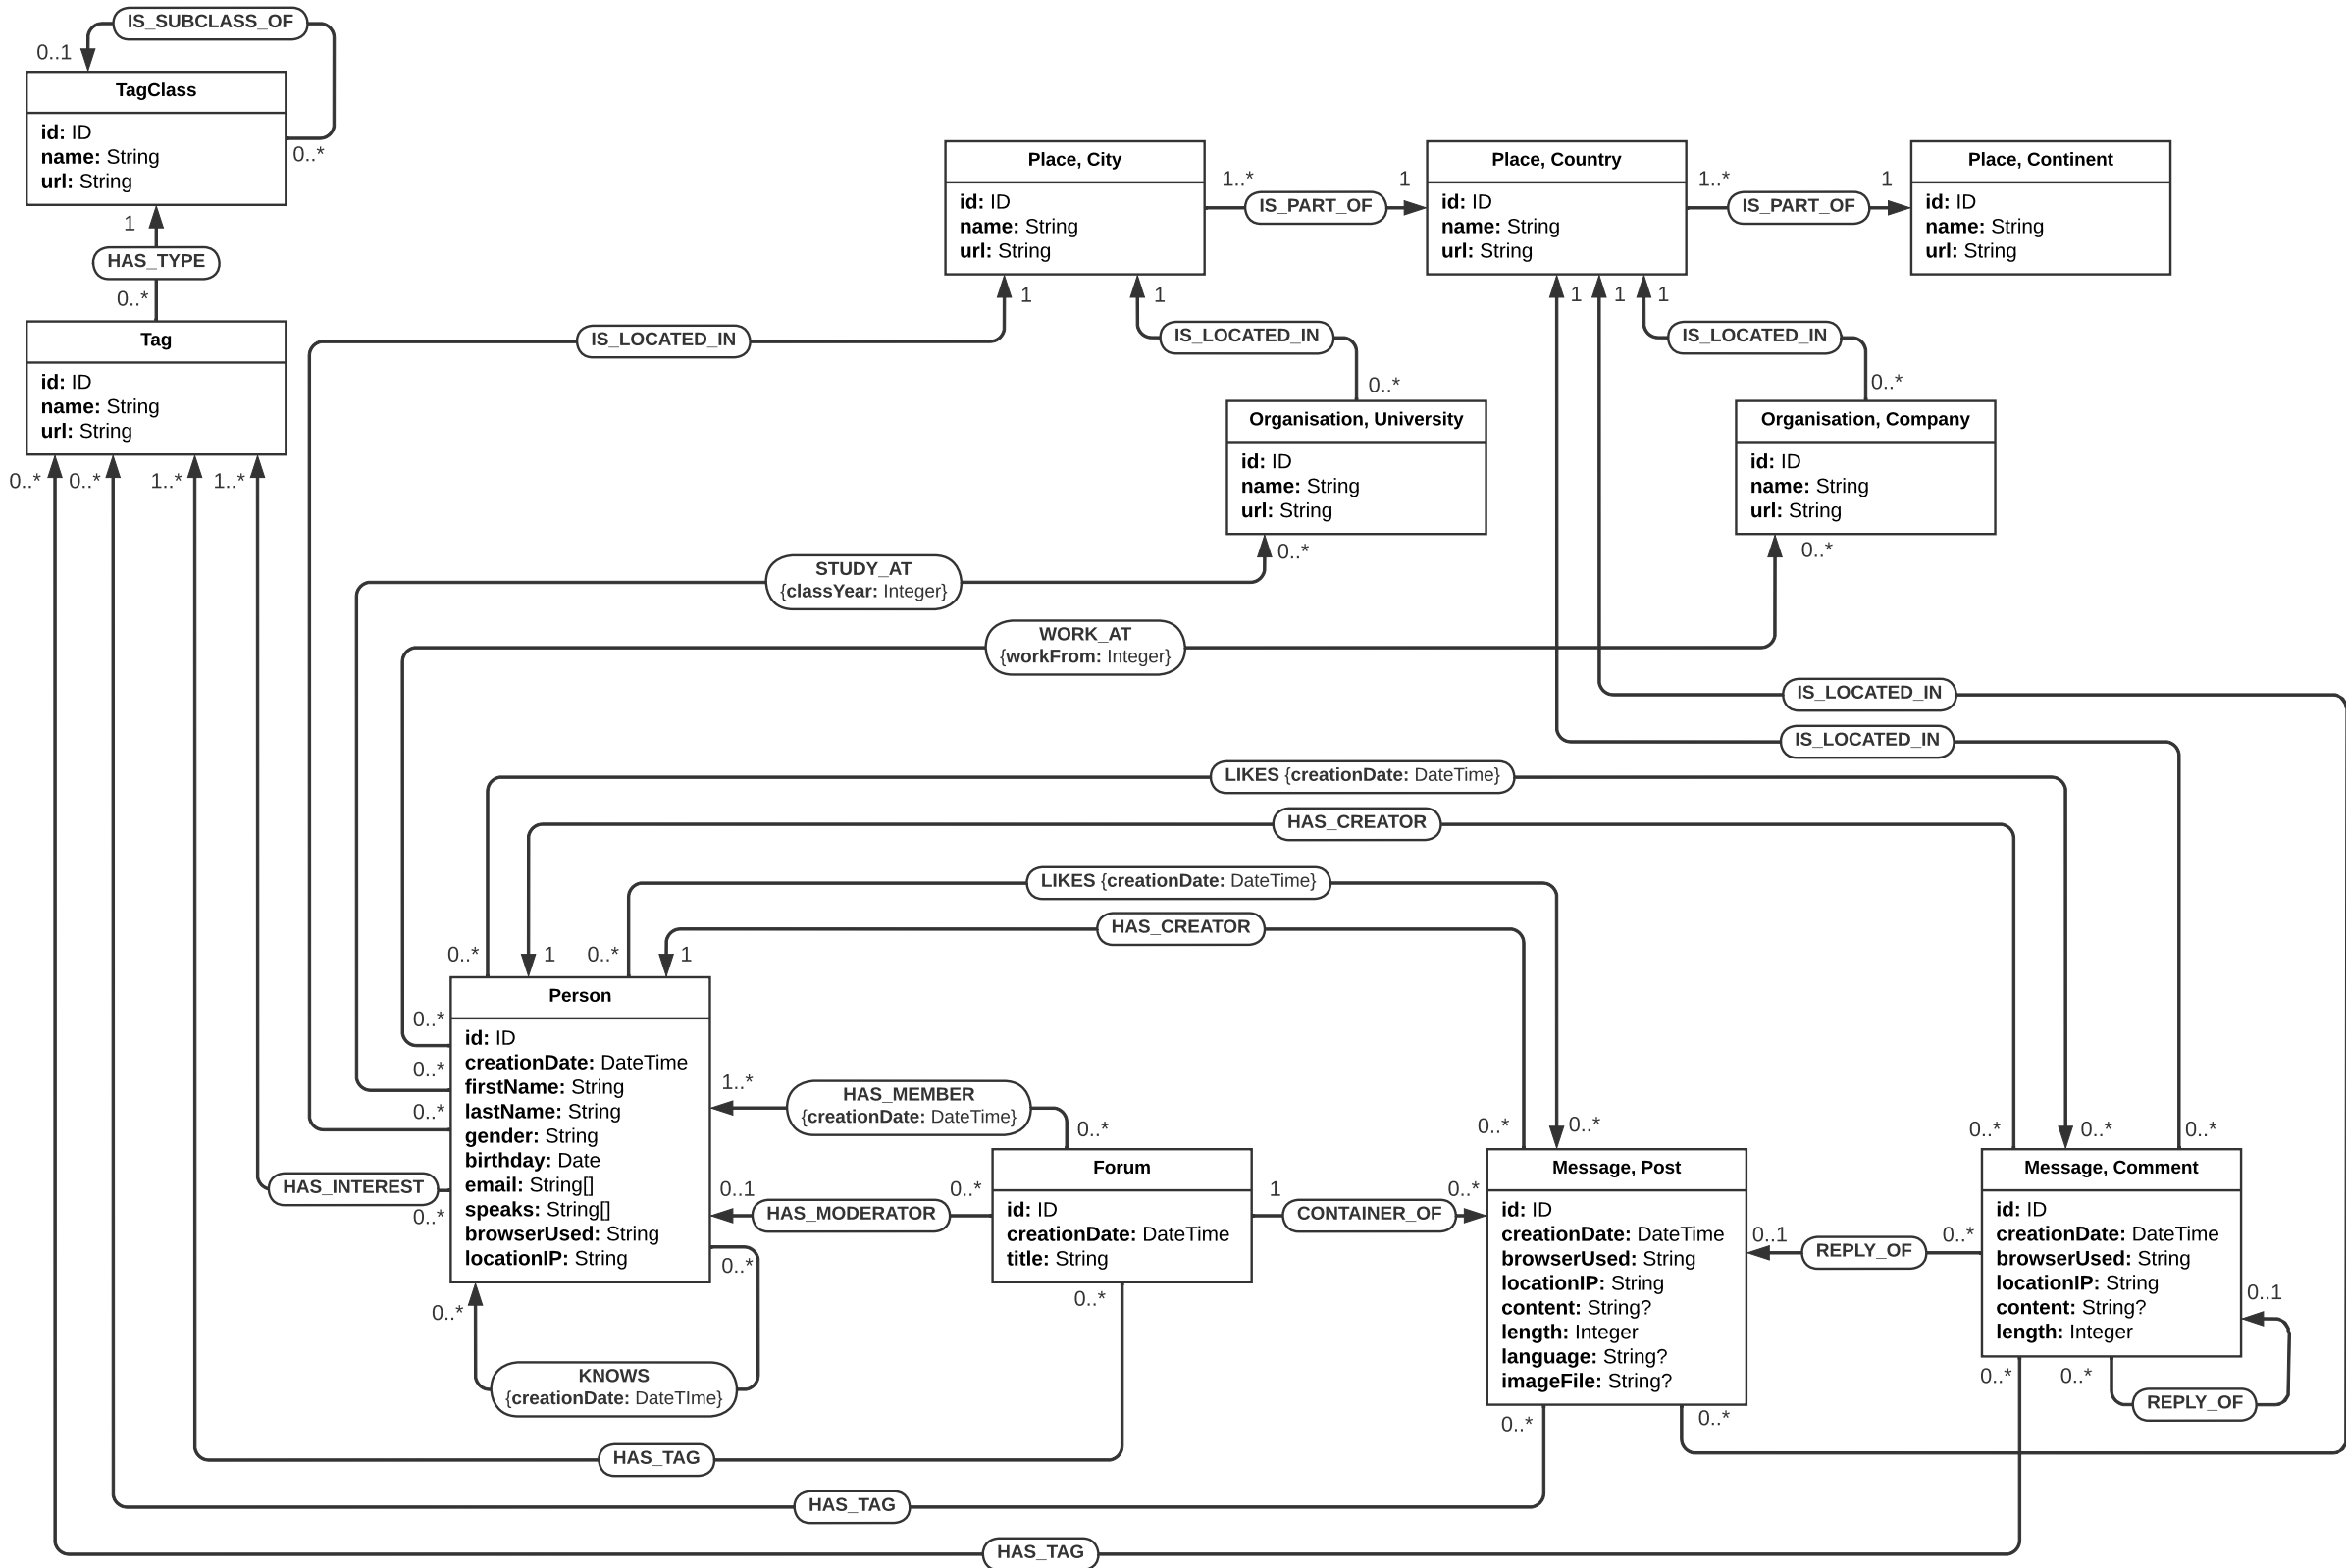 IS_SUBCLASS_OF
0..1
TagClass
id: ID
name: String
url: String
0..*
1
HAS_TYPE
0..*
Tag
id: ID
name: String
url: String
0..*
0..*
1..*
1..*
Place, City
id: ID
name: String
url: String
1..*
IS_PART_OF
1
Place, Country
id: ID
name: String
url: String
1..*
IS_PART_OF
1
Place, Continent
id: ID
name: String
url: String
1
1
1
1
1
IS_LOCATED_IN
IS_LOCATED_IN
IS_LOCATED_IN
0..*
0..*
Organisation, University
id: ID
name: String
url: String
Organisation, Company
id: ID
name: String
url: String
0..*
0..*
STUDY_AT
{classYear: Integer}
WORK_AT
{workFrom: Integer}
IS_LOCATED_IN
IS_LOCATED_IN
LIKES {creationDate: DateTime}
HAS_CREATOR
LIKES {creationDate: DateTime}
HAS_CREATOR
0..*
1
0..*
1
Person
id: ID
creationDate: DateTime
firstName: String
lastName: String
gender: String
birthday: Date
email: String[]
speaks: String[]
browserUsed: String
locationIP: String
0..*
0..*
0..*
HAS_INTEREST
0..*
1..*
HAS_MEMBER
{creationDate: DateTime}
0..*
0..1
HAS_MODERATOR
0..*
Forum
id: ID
creationDate: DateTime
title: String
1
CONTAINER_OF
0..*
0..*
0..*
Message, Post
id: ID
creationDate: DateTime
browserUsed: String
locationIP: String
content: String?
length: Integer
language: String?
imageFile: String?
0..1
REPLY_OF
0..*
0..*
0..*
0..*
Message, Comment
id: ID
creationDate: DateTime
browserUsed: String
locationIP: String
content: String?
length: Integer
0..1
0..*
0..*
REPLY_OF
0..*
0..*
KNOWS
{creationDate: DateTIme}
0..*
0..*
0..*
HAS_TAG
HAS_TAG
HAS_TAG